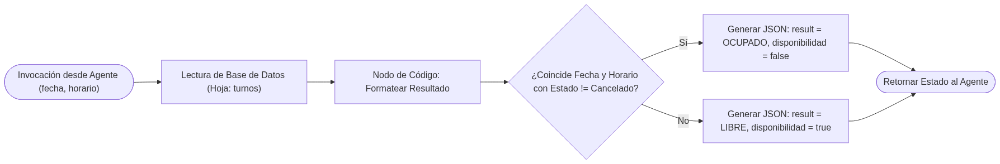 Invocación desde Agente
(fecha, horario)
Lectura de Base de Datos
(Hoja: turnos)
Nodo de Código:
Formatear Resultado
¿Coincide Fecha y Horario
con Estado != Cancelado?
Sí
Generar JSON: result =
OCUPADO, disponibilidad
= false
No
Generar JSON: result =
LIBRE, disponibilidad = true
Retornar Estado al Agente